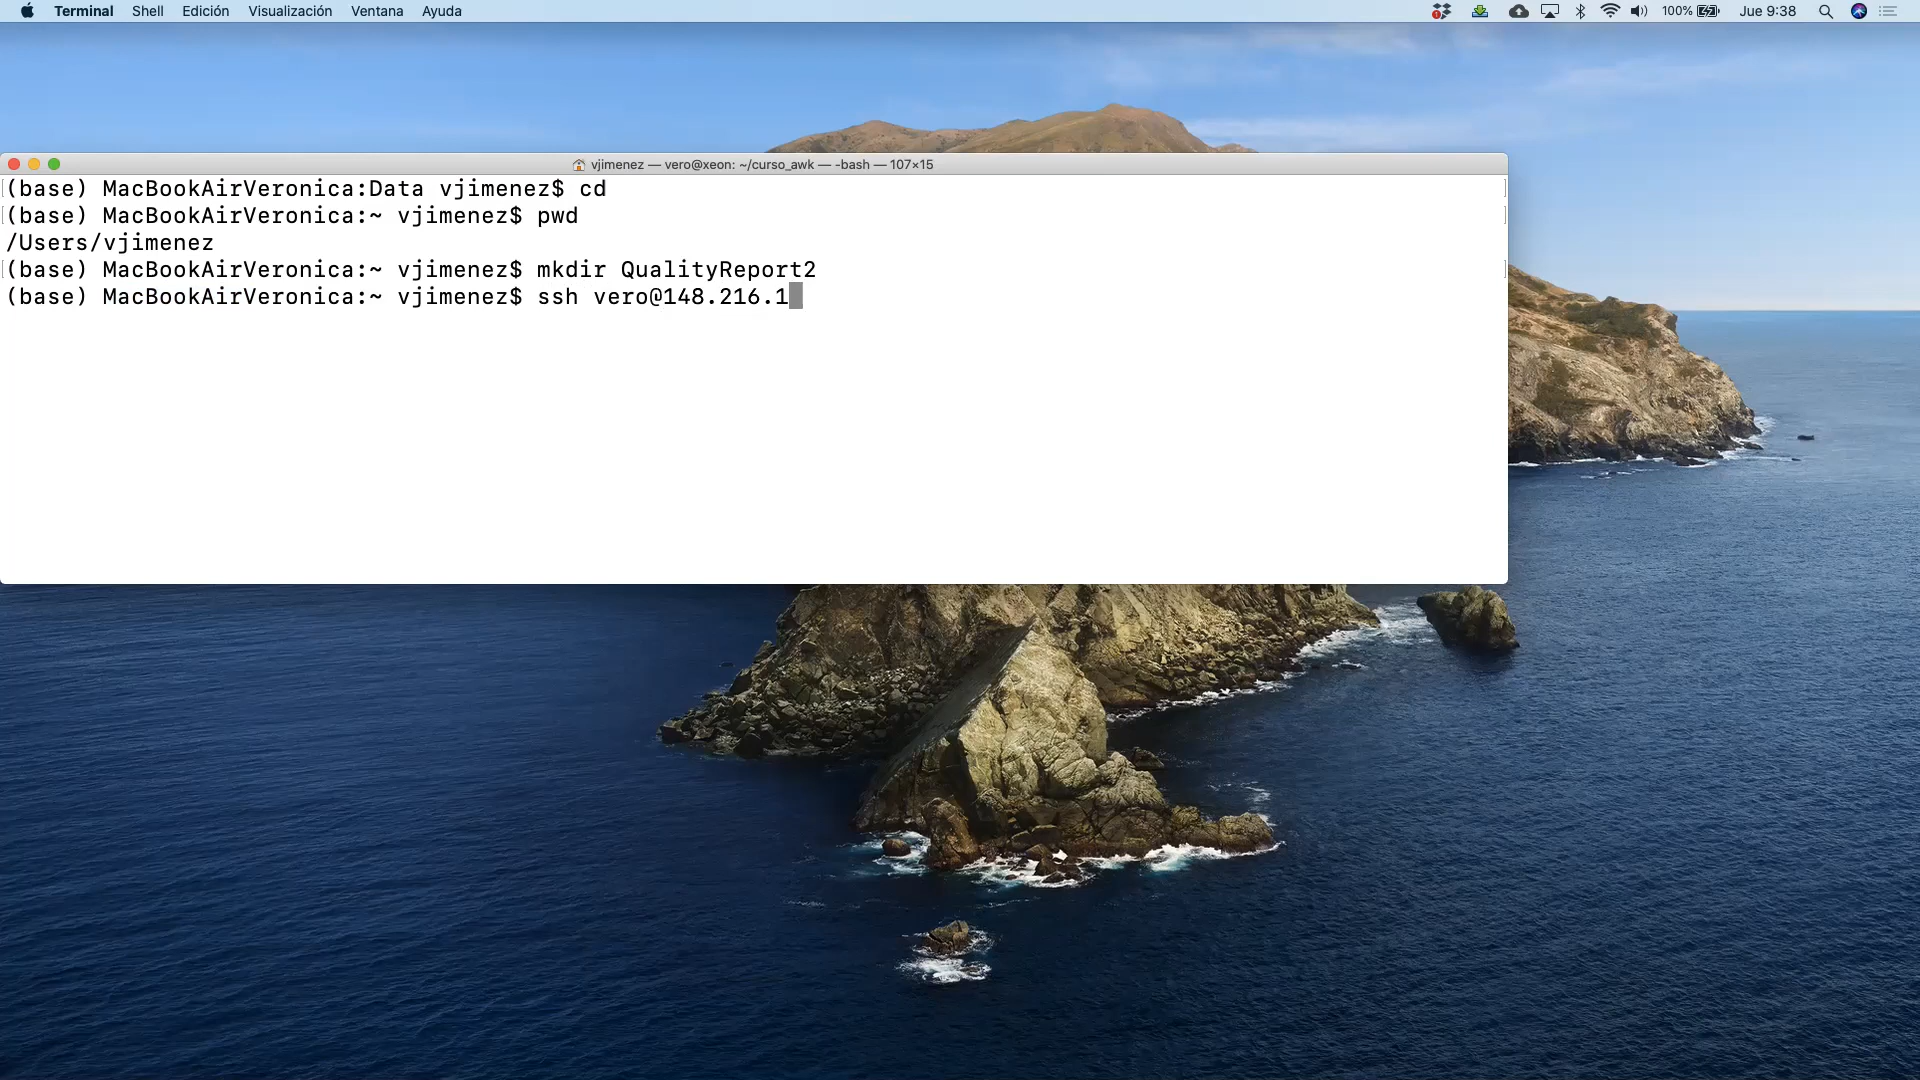 Terminal Shell Edición Visualización Ventana Ayuda 100% Jue 9:38
vjimenez — vero@xeon: ~/curso_awk — -bash — 107×15
(base) MacBookAirVeronica:Data vjimenez$ cd
(base) MacBookAirVeronica:~ vjimenez$ pwd
/Users/vjimenez
(base) MacBookAirVeronica:~ vjimenez$ mkdir QualityReport2
(base) MacBookAirVeronica:~ vjimenez$ ssh vero@148.216.1